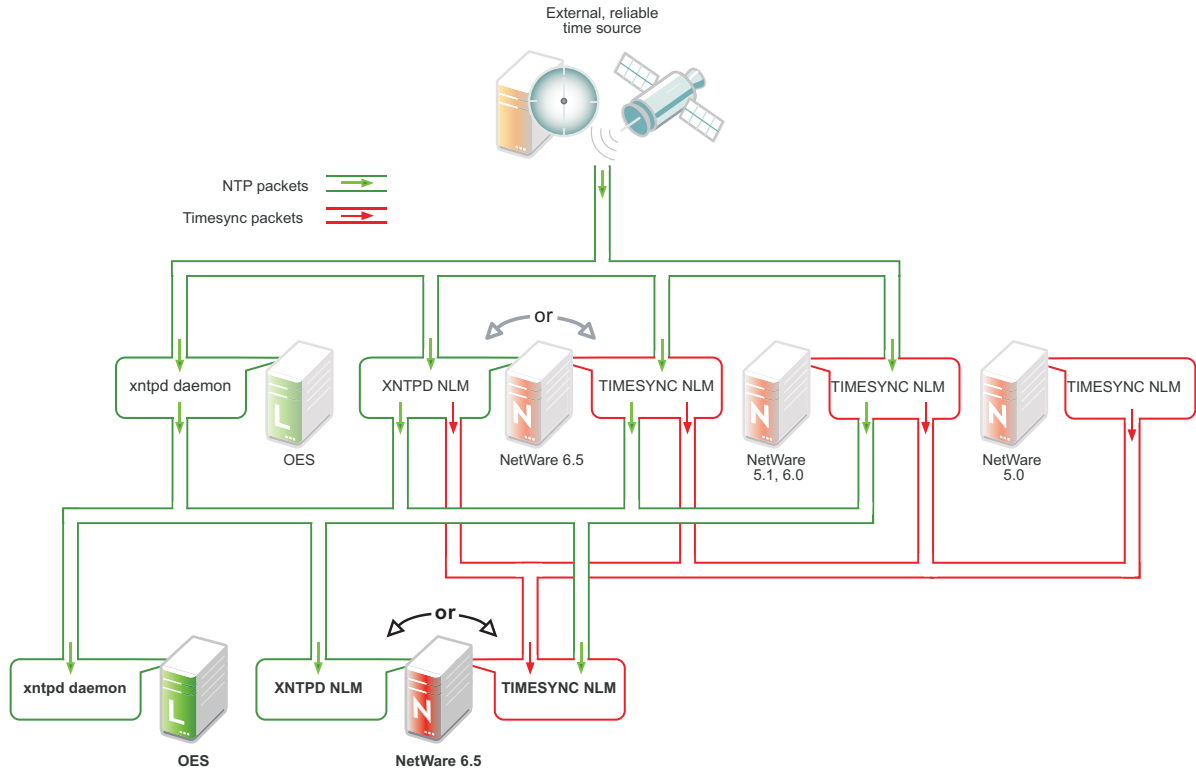 External, reliable
time source
NTP packets
Timesync packets
or
xntpd daemon
XNTPD NLM
TIMESYNC NLM
TIMESYNC NLM
TIMESYNC NLM
L
N
N
N
OES
NetWare 6.5
NetWare
5.1, 6.0
NetWare
5.0
or
xntpd daemon
XNTPD NLM
TIMESYNC NLM
L
N
OES
NetWare 6.5